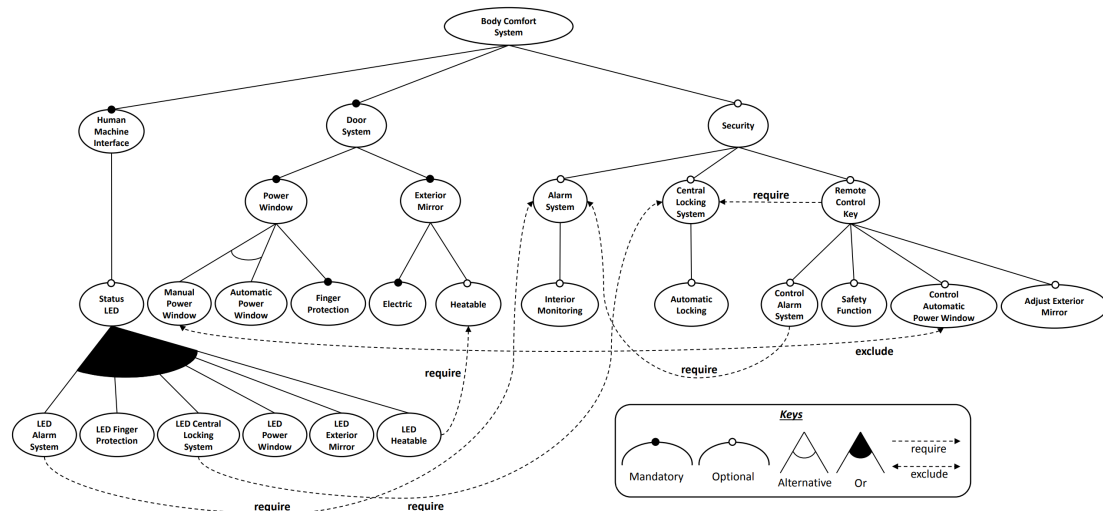 Body Comfort
System
Human
Machine
Interface
Door
System
Security
Power
Window
Exterior
Mirror
Alarm
System
Central
Locking
System
require
Remote
Control
Key
Status
LED
Manual
Power
Window
Automatic
Power
Window
Finger
Protection
Electric
Heatable
Interior
Monitoring
Automatic
Locking
Control
Alarm
System
Safety
Function
Control
Automatic
Power Window
Adjust Exterior
Mirror
exclude
require
require
LED
Alarm
System
LED Finger
Protection
LED Central
Locking
System
LED
Power
Window
LED
Exterior
Mirror
LED
Heatable
require
require
Keys
Mandatory
Optional
Alternative
Or
require
exclude